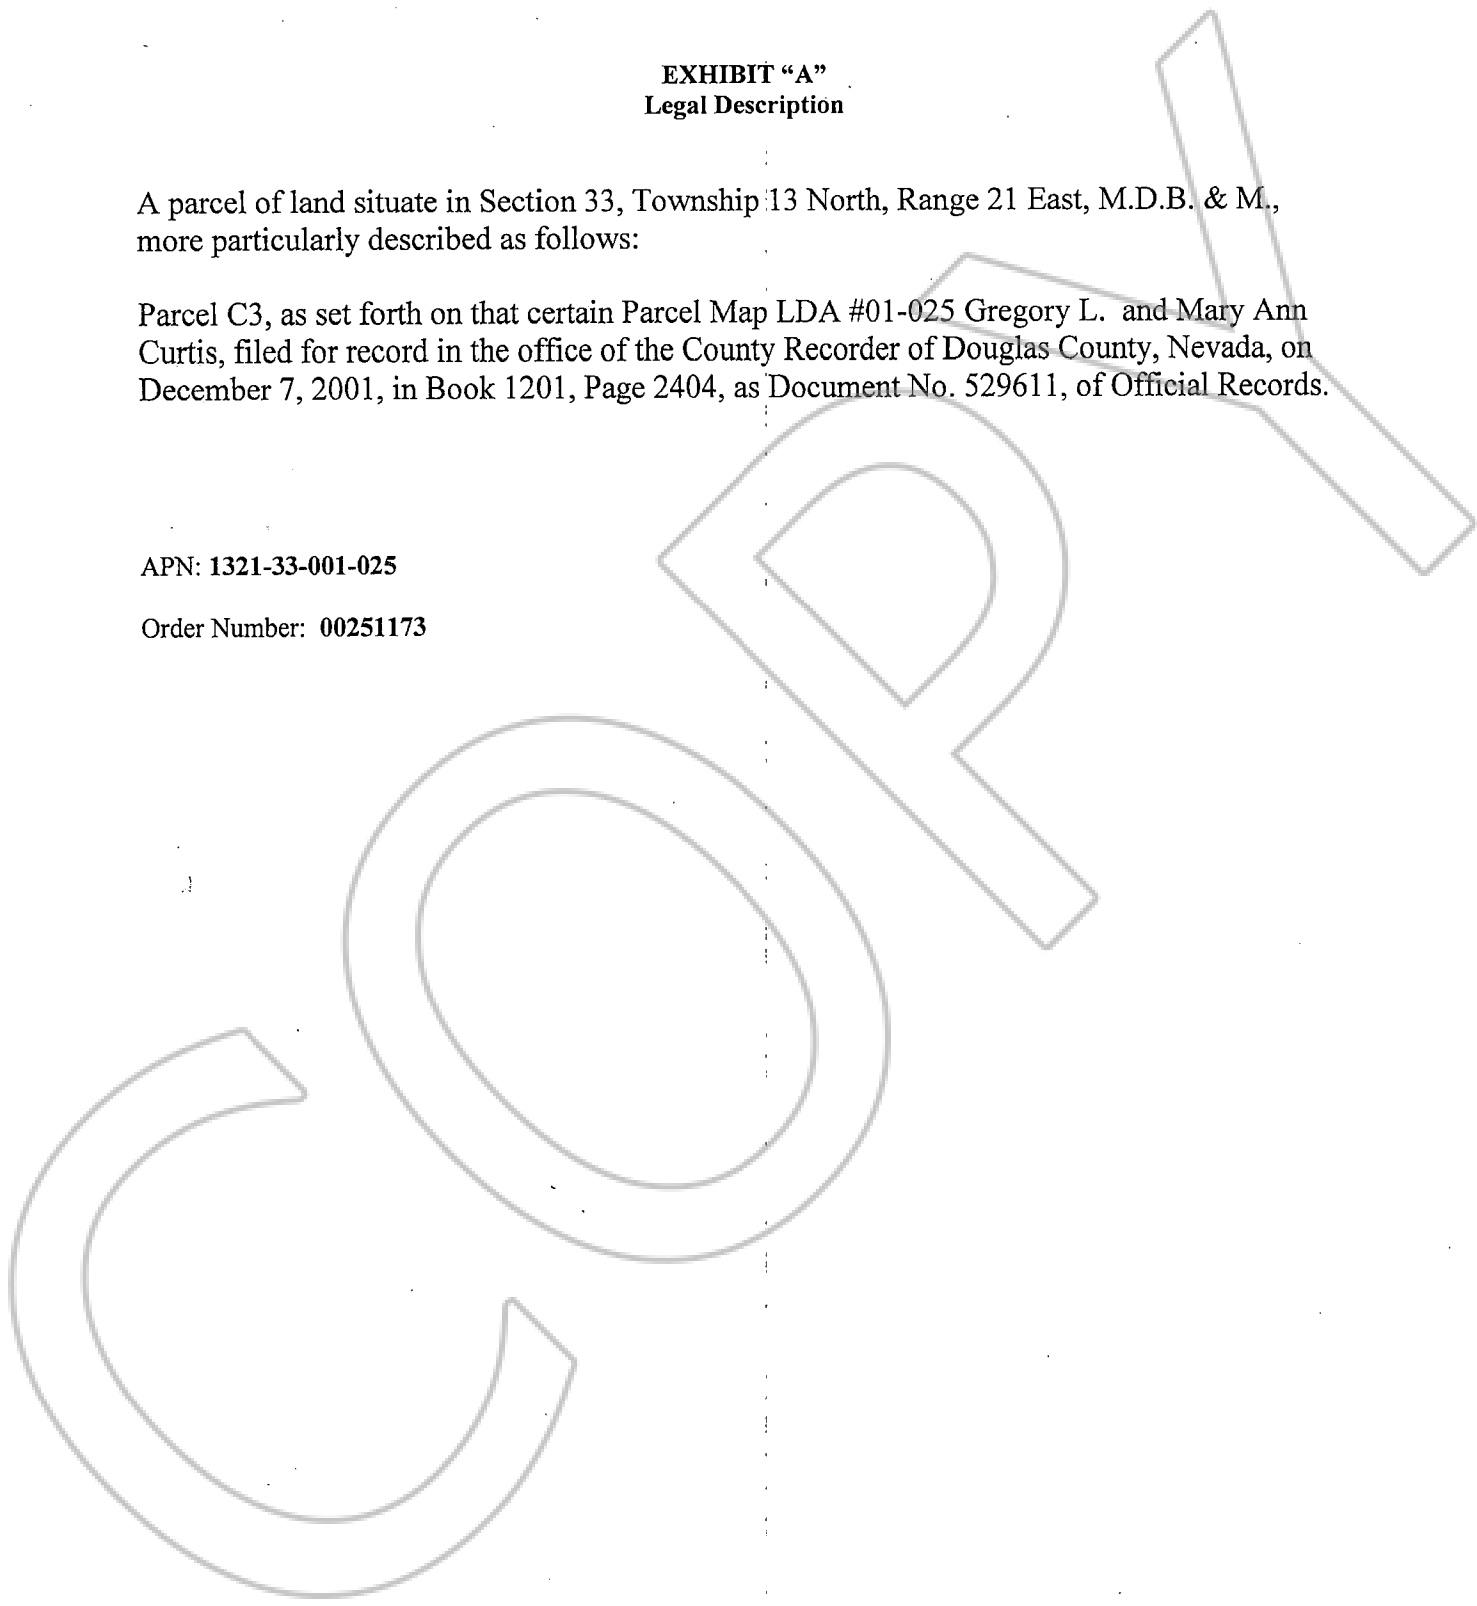 EXHIBIT “A”
Legal Description
A parcel of land situate in Section 33, Township 13 North, Range 21 East, M.D.B. & M.,
more particularly described as follows:
Parcel C3, as set forth on that certain Parcel Map LDA #01-025 Gregory L. and Mary Ann
Curtis, filed for record in the office of the County Recorder of Douglas County, Nevada, on
December 7, 2001, in Book 1201, Page 2404, as Document No. 529611, of Official Records.
APN: 1321-33-001-025
Order Number: 00251173
COPY